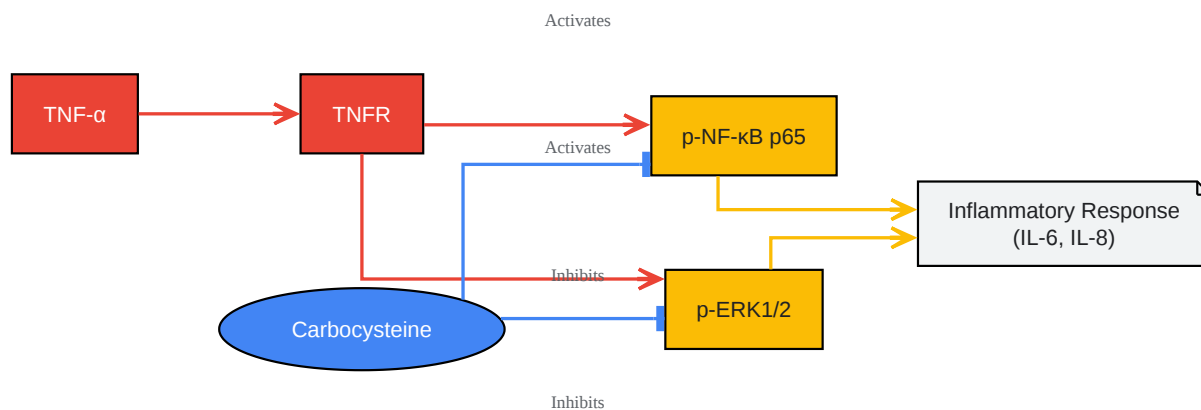 Activates
TNF-α
TNFR
p-NF-κB p65
Activates
Inflammatory Response
(IL-6, IL-8)
Inhibits
p-ERK1/2
Carbocysteine
Inhibits